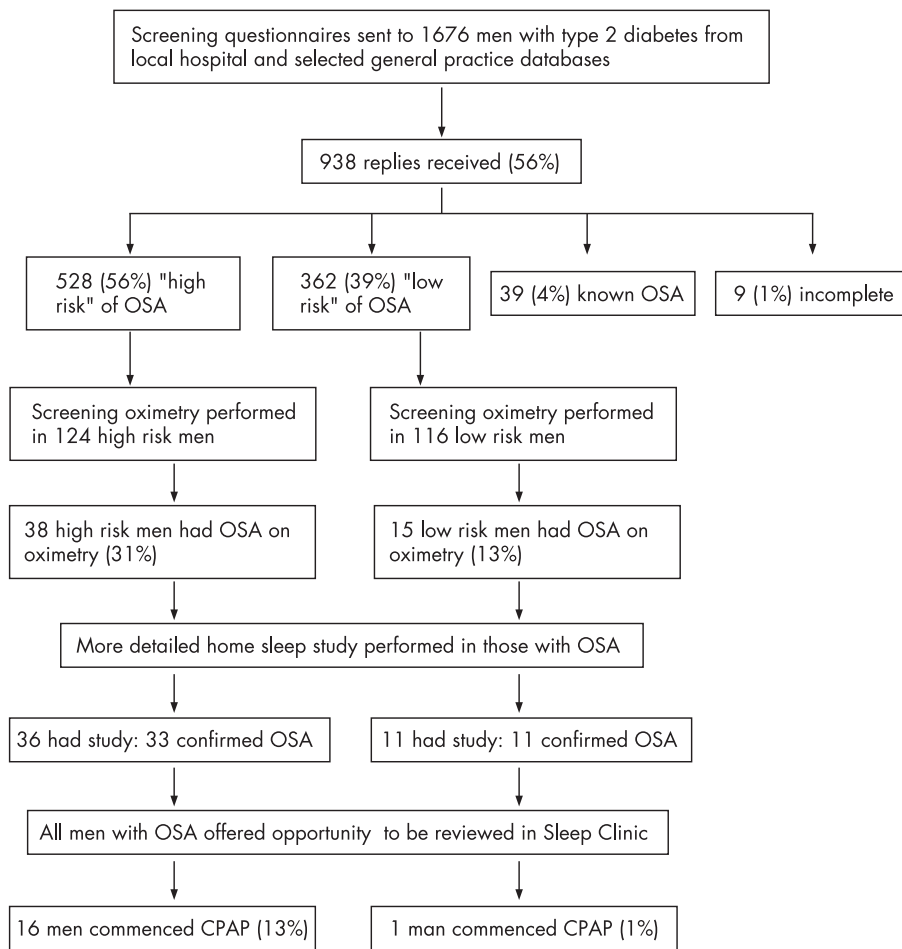 Screening questionnaires sent to 1676 men with type 2 diabetes from
local hospital and selected general practice databases
938 replies received (56%)
528 (56%) "high
risk" of OSA
362 (39%) "low
risk" of OSA
39 (4%) known OSA
9 (1%) incomplete
Screening oximetry performed
in 124 high risk men
Screening oximetry performed
in 116 low risk men
38 high risk men had OSA on
oximetry (31%)
15 low risk men had OSA on
oximetry (13%)
More detailed home sleep study performed in those with OSA
36 had study: 33 confirmed OSA
11 had study: 11 confirmed OSA
All men with OSA offered opportunity to be reviewed in Sleep Clinic
16 men commenced CPAP (13%)
1 man commenced CPAP (1%)